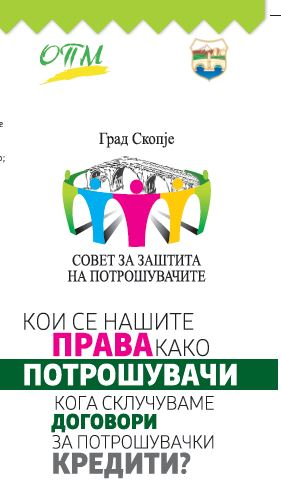 ОПМ
Град Скопје
СОВЕТ ЗА ЗАШТИТА
НА ПОТРОШУВАЧИТЕ
КОИ СЕ НАШИТЕ
ПРАВА КАКО
ПОТРОШУВАЧИ
КОГА СКЛУЧУВАМЕ
ДОГОВОРИ
ЗА ПОТРОШУВАЧКИ
КРЕДИТИ?